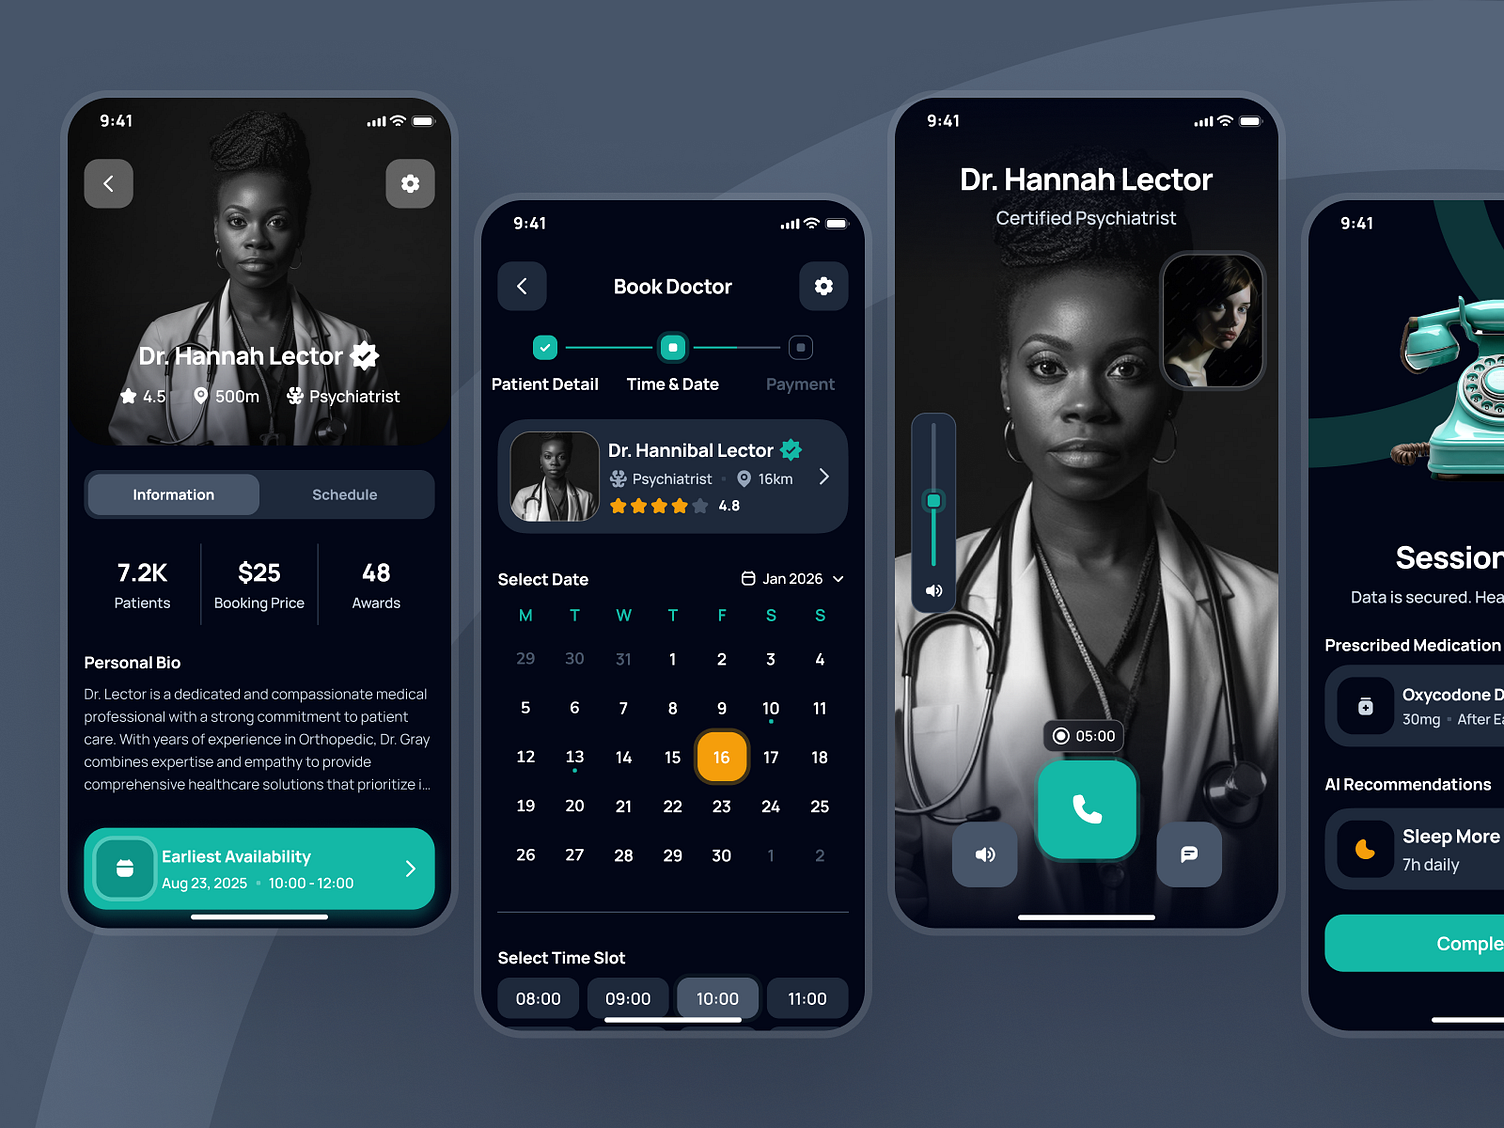 9:41
Dr. Hannah Lector
4.5 500m Psychiatrist
Information Schedule
7.2K $25 48
Patients Booking Price Awards
Personal Bio
Dr. Lector is a dedicated and compassionate medical
professional with a strong commitment to patient
care. With years of experience in Orthopedic, Dr. Gray
combines expertise and empathy to provide
comprehensive healthcare solutions that prioritize i...
Earliest Availability
Aug 23, 2025 10:00 - 12:00
9:41
Book Doctor
Patient Detail Time & Date Payment
Dr. Hannibal Lector
Psychiatrist 16km
4.8
Select Date Jan 2026
M T W T F S S
29 30 31 1 2 3 4
5 6 7 8 9 10 11
12 13 14 15 16 17 18
19 20 21 22 23 24 25
26 27 28 29 30 1 2
Select Time Slot
08:00 09:00 10:00 11:00
9:41
Dr. Hannah Lector
Certified Psychiatrist
05:00
9:41
Session
Data is secured. Hea
Prescribed Medication
Oxycodone D
30mg After Ea
AI Recommendations
Sleep More
7h daily
Comple